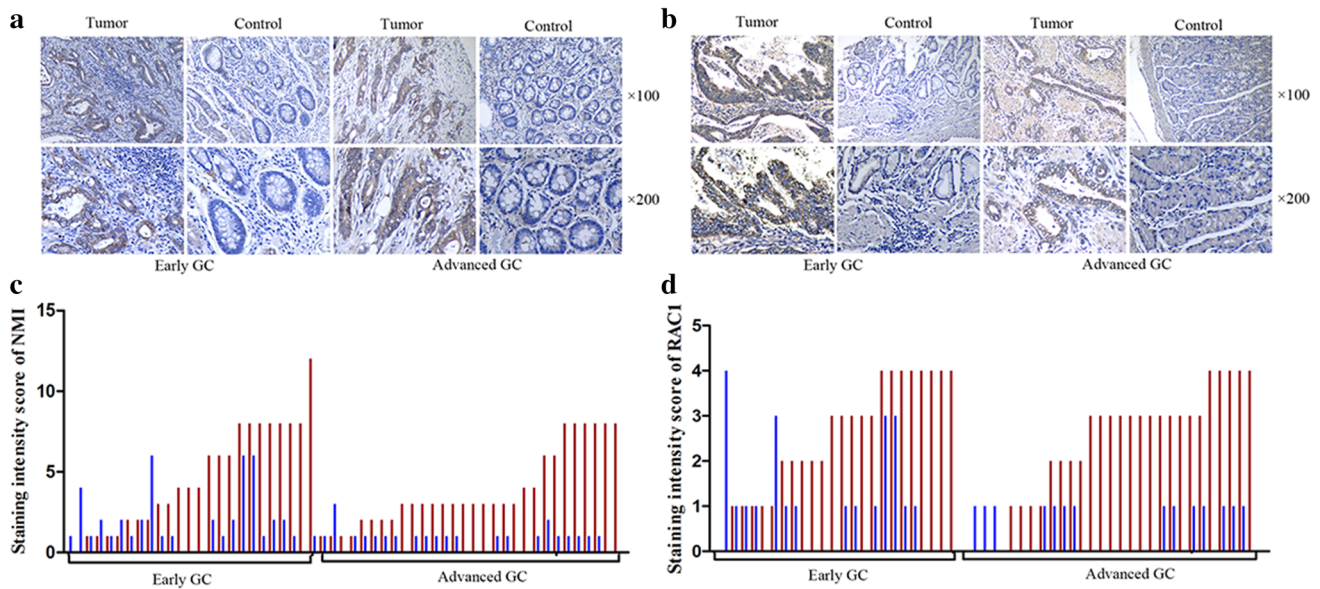 a
Tumor Control Tumor Control
×100
×200
Early GC Advanced GC
b
Tumor Control Tumor Control
×100
×200
Early GC Advanced GC
c
Staining intensity score of NMI
15
10
5
0
Early GC Advanced GC
d
Staining intensity score of RAC1
5
4
3
2
1
0
Early GC Advanced GC